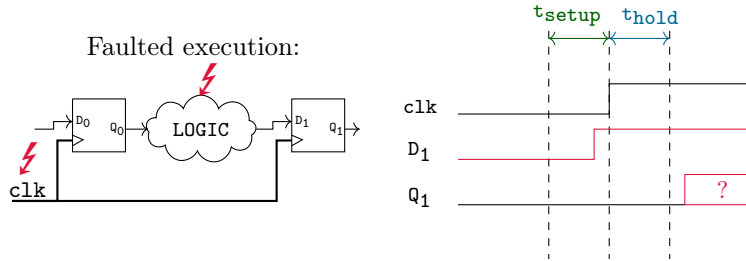 Faulted execution:
D0
Q0
LOGIC
D1
Q1
clk
tsetup
thold
clk
D1
Q1
?